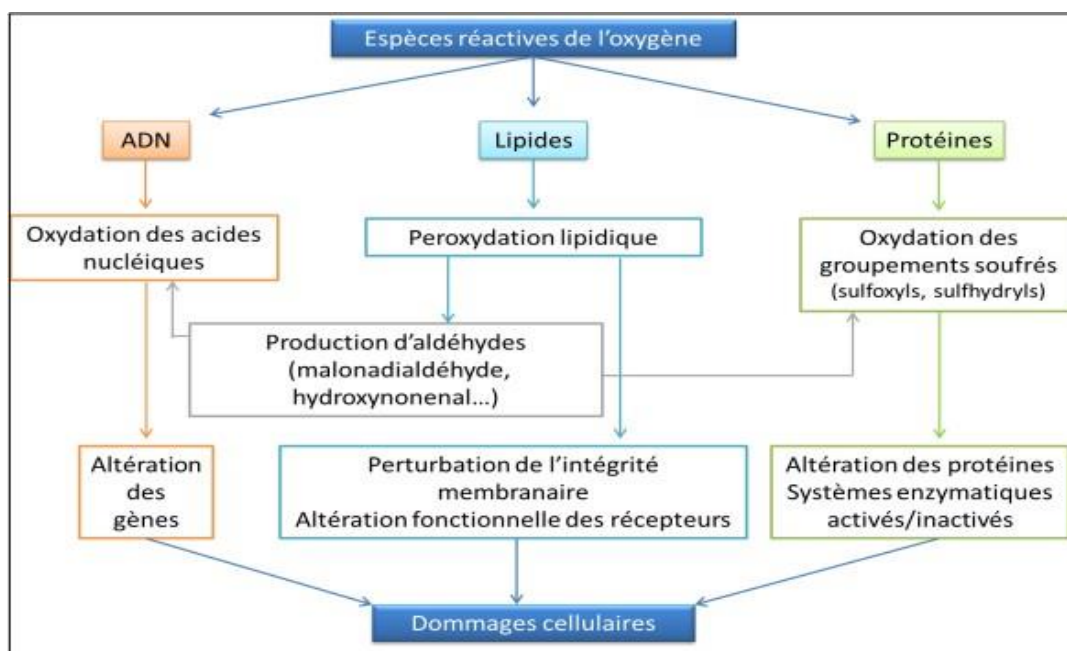 Espèces réactives de l'oxygène
ADN
Lipides
Protéines
Oxydation des acides
nucléiques
Peroxydation lipidique
Oxydation des
groupements soufrés
(sulfoxyls, sulfhydryls)
Production d'aldéhydes
(malonadialdéhyde,
hydroxynonenal...)
Altération
des
gènes
Perturbation de l'intégrité
membranaire
Altération fonctionnelle des récepteurs
Altération des protéines
Systèmes enzymatiques
activés/inactivés
Dommages cellulaires